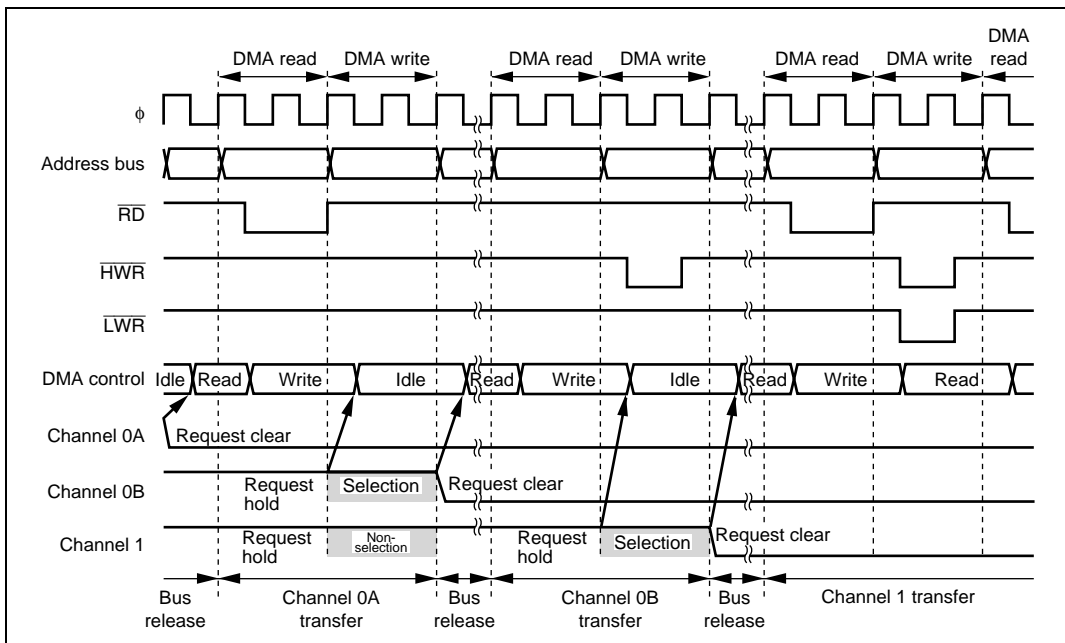 DMA read DMA write DMA read DMA write DMA read DMA write DMA
read
ϕ
Address bus
RD
HWR
LWR
DMA control Idle Read Write Idle Read Write Idle Read Write Read
Channel 0A Request clear
Channel 0B Request hold Selection Request clear
Channel 1 Request hold Non-selection Request hold Selection Request clear
Bus release Channel 0A transfer Bus release Channel 0B transfer Bus release Channel 1 transfer